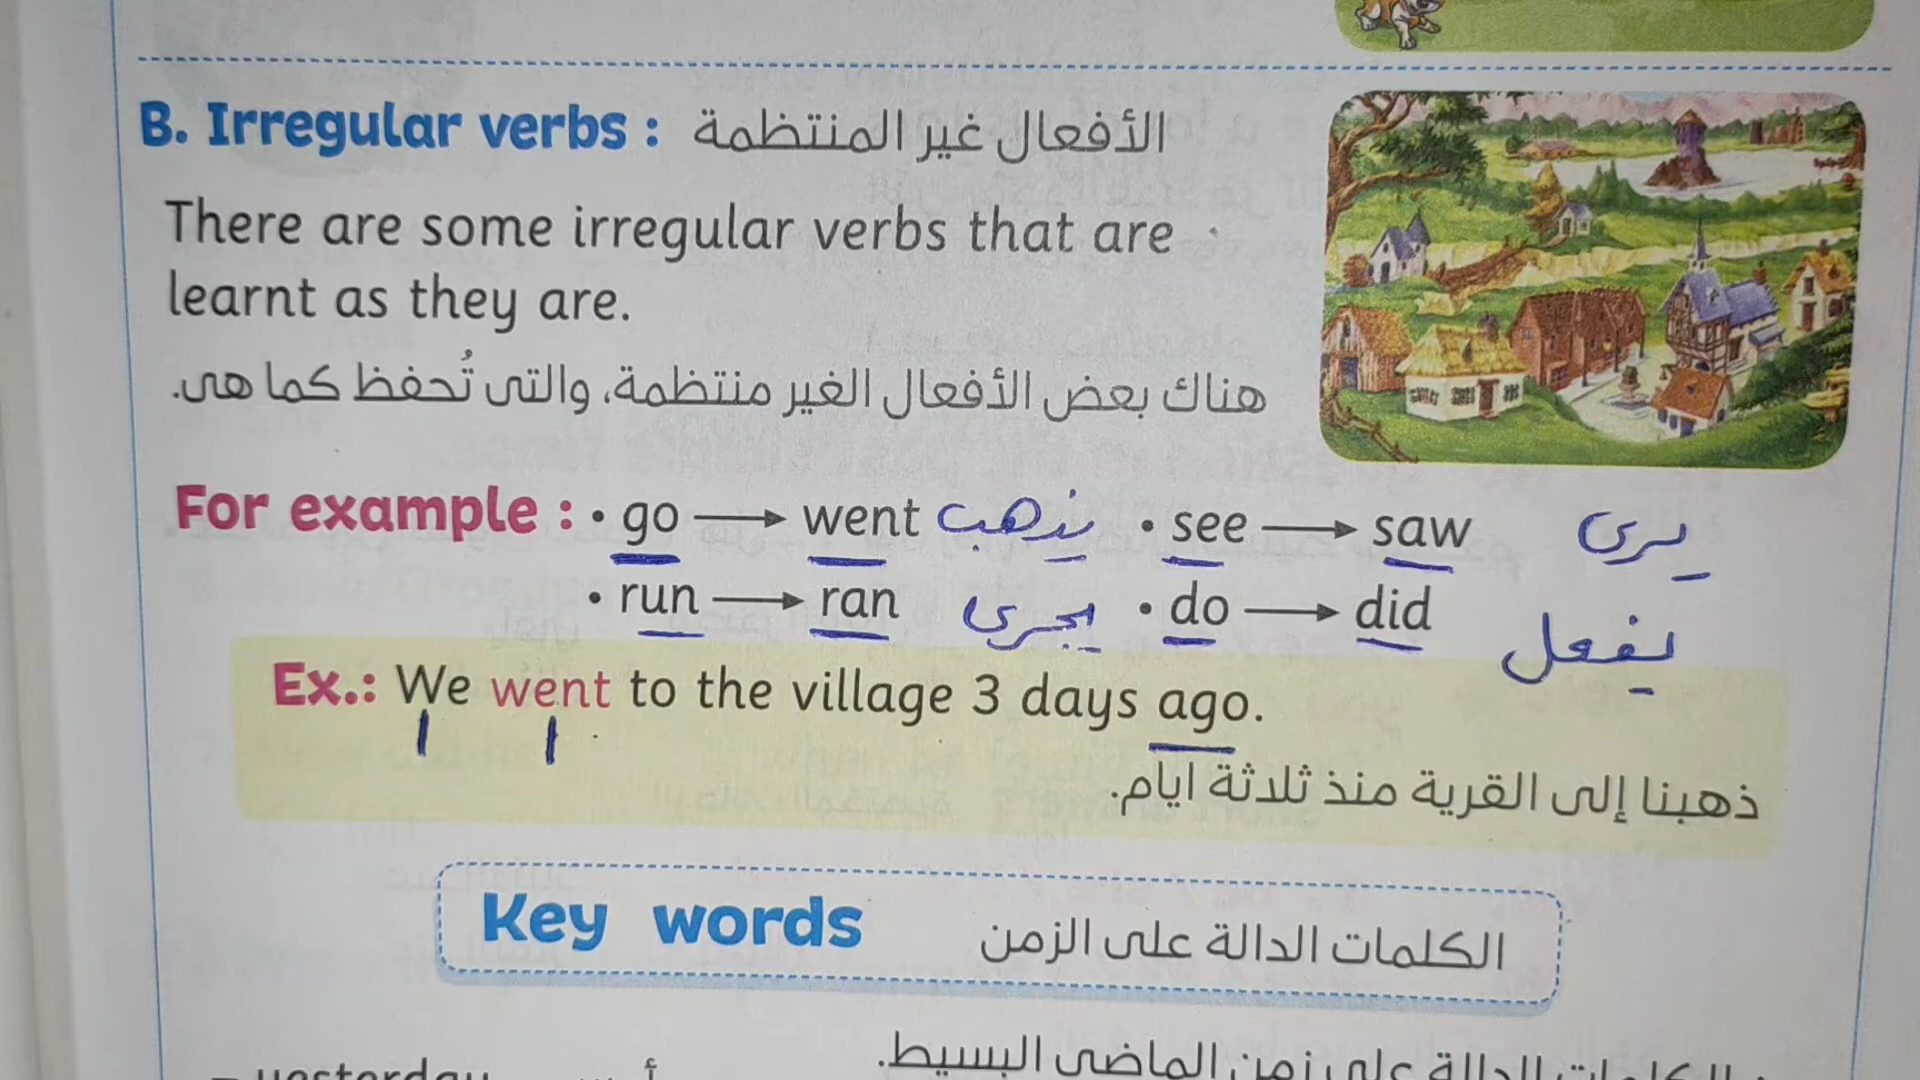 B. Irregular verbs : الأفعال غير المنتظمة
There are some irregular verbs that are
learnt as they are.
هناك بعض الأفعال الغير منتظمة، والتى تُحفظ كما هى.
For example : • go → went يذهب • see → saw يرى
• run → ran يجرى • do → did يفعل
Ex.: We went to the village 3 days ago.
ذهبنا إلى القرية منذ ثلاثة ايام.
Key words الكلمات الدالة على الزمن
الدالة على زمن الماضى البسيط.
– yesterday